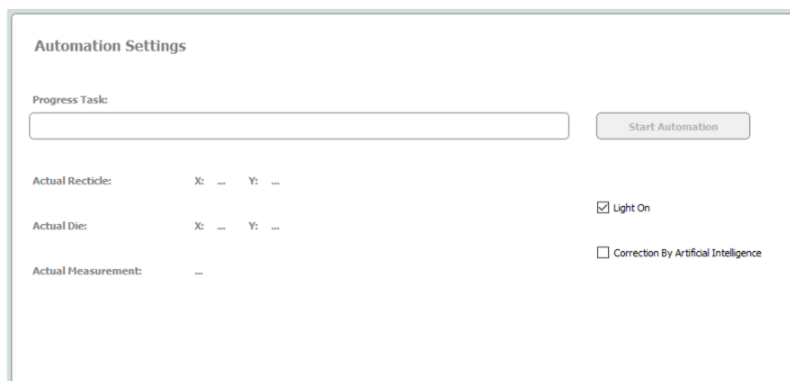 Automation Settings
Progress Task:
Start Automation
Actual Recticle: X: ... Y: ...
Light On
Actual Die: X: ... Y: ...
Correction By Artificial Intelligence
Actual Measurement: ...